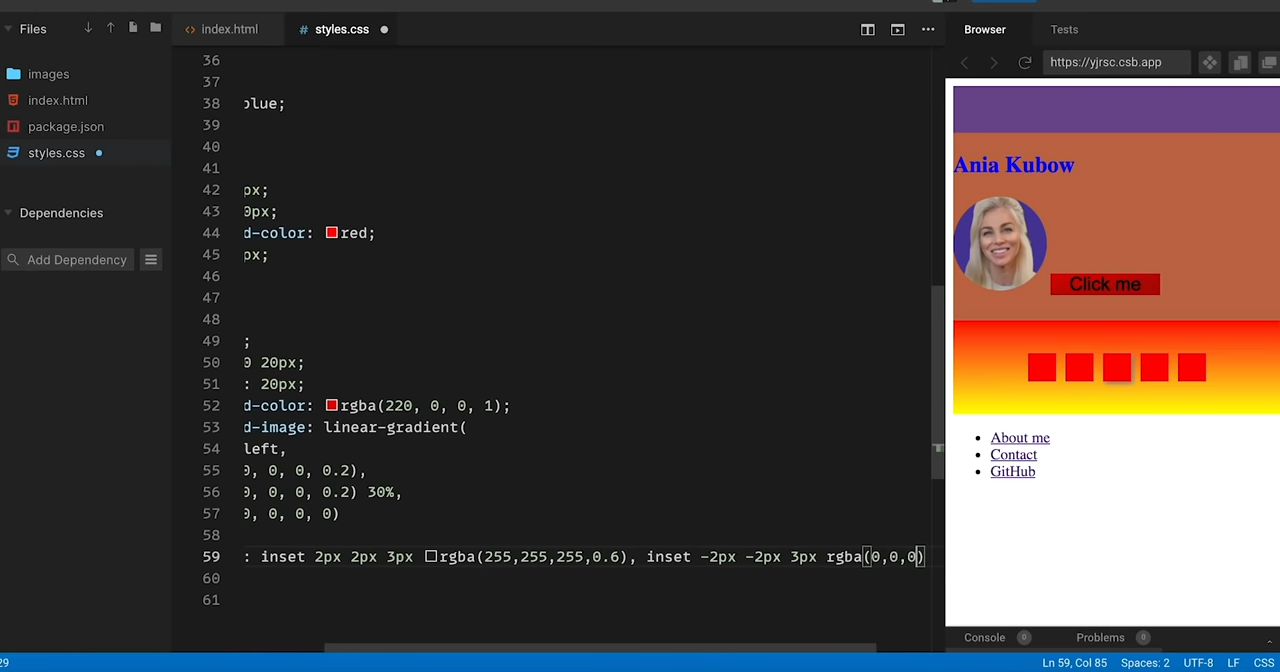 Files
images
index.html
package.json
styles.css
Dependencies
Add Dependency
<> index.html
# styles.css
36
37
38 olue;
39
40
41
42 px;
43 0px;
44 d-color: red;
45 px;
46
47
48
49 ;
50 0 20px;
51 : 20px;
52 d-color: rgba(220, 0, 0, 1);
53 d-image: linear-gradient(
54 left,
55 0, 0, 0, 0.2),
56 0, 0, 0, 0.2) 30%,
57 0, 0, 0, 0)
58
59 : inset 2px 2px 3px rgba(255,255,255,0.6), inset -2px -2px 3px rgba(0,0,0)
60
61
Browser
Tests
https://yjrsc.csb.app
Ania Kubow
Click me
• About me
• Contact
• GitHub
Console 0
Problems 0
29
Ln 59, Col 85
Spaces: 2
UTF-8
LF
CSS